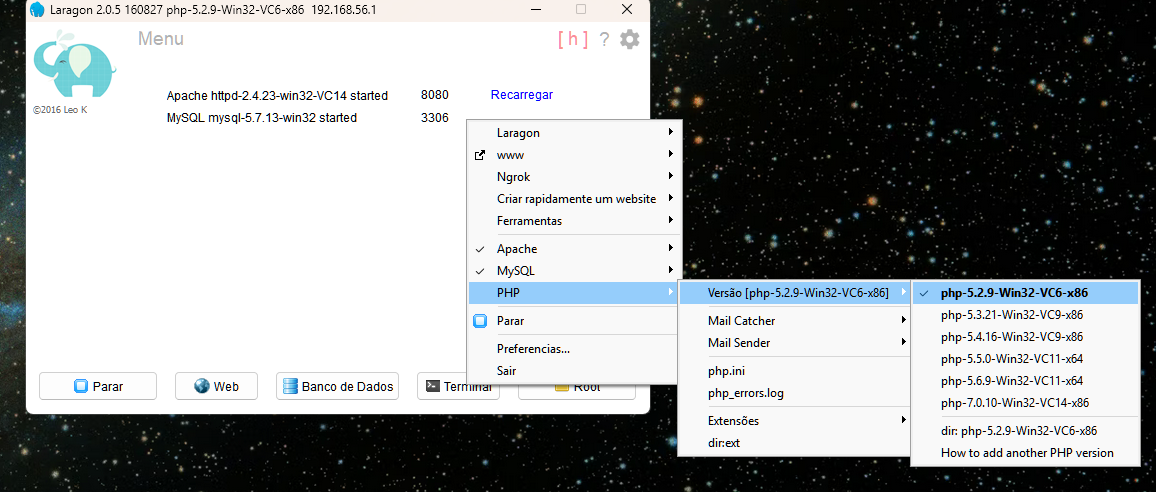 Laragon 2.0.5 160827 php-5.2.9-Win32-VC6-x86 192.168.56.1
Menu
[ h ] ?
©2016 Leo K
Apache httpd-2.4.23-win32-VC14 started 8080 Recarregar
MySQL mysql-5.7.13-win32 started 3306
Laragon
www
Ngrok
Criar rapidamente um website
Ferramentas
Apache
MySQL
PHP
Parar
Preferencias...
Sair
Versão [php-5.2.9-Win32-VC6-x86]
Mail Catcher
Mail Sender
php.ini
php_errors.log
Extensões
dir:ext
php-5.2.9-Win32-VC6-x86
php-5.3.21-Win32-VC9-x86
php-5.4.16-Win32-VC9-x86
php-5.5.0-Win32-VC11-x64
php-5.6.9-Win32-VC11-x64
php-7.0.10-Win32-VC14-x86
dir: php-5.2.9-Win32-VC6-x86
How to add another PHP version
Parar
Web
Banco de Dados
Terminal
Root